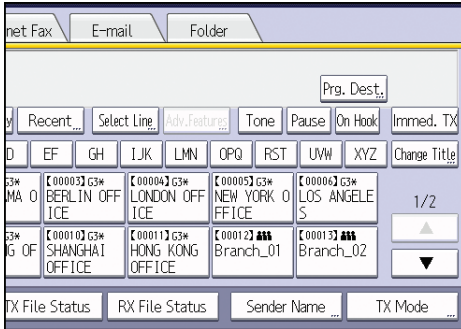 net Fax E-mail Folder
Prg. Dest.
y Recent Select Line Adv.Features Tone Pause On Hook Immed. TX
D EF GH IJK LMN OPQ RST UVW XYZ Change Title
G3* 【00003】G3* 【00004】G3* 【00005】G3* 【00006】G3*
MA O BERLIN OFF LONDON OFF NEW YORK O LOS ANGELE
ICE ICE FFICE S
1/2
G3* 【00010】G3* 【00011】G3* 【00012】 【00013】
G OF SHANGHAI HONG KONG Branch_01 Branch_02
OFFICE OFFICE
TX File Status RX File Status Sender Name TX Mode